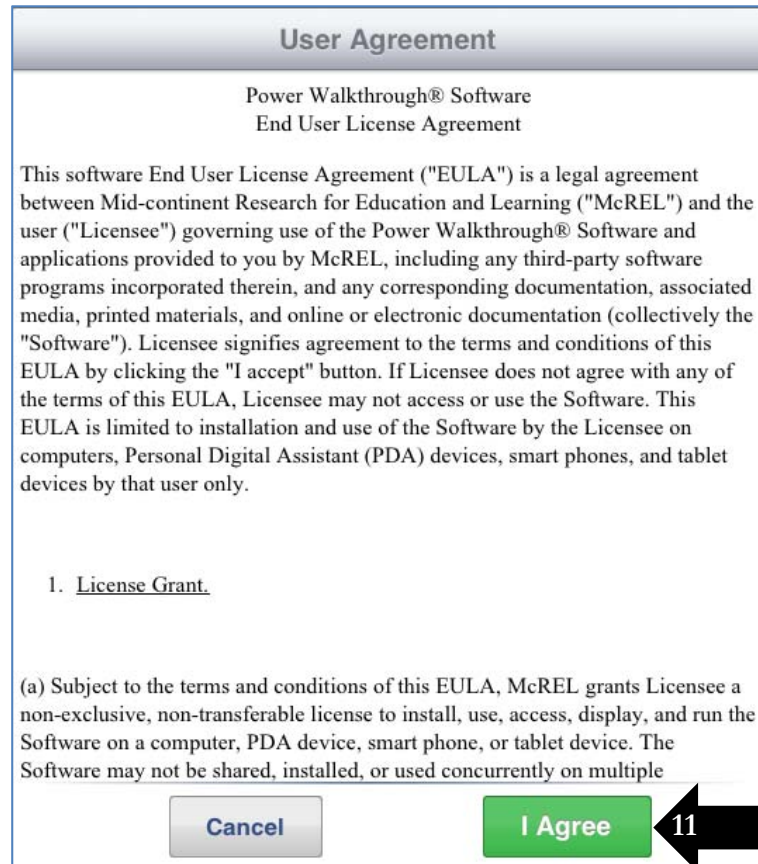 User Agreement
Power Walkthrough® Software
End User License Agreement
This software End User License Agreement ("EULA") is a legal agreement
between Mid-continent Research for Education and Learning ("McREL") and the
user ("Licensee") governing use of the Power Walkthrough® Software and
applications provided to you by McREL, including any third-party software
programs incorporated therein, and any corresponding documentation, associated
media, printed materials, and online or electronic documentation (collectively the
"Software"). Licensee signifies agreement to the terms and conditions of this
EULA by clicking the "I accept" button. If Licensee does not agree with any of
the terms of this EULA, Licensee may not access or use the Software. This
EULA is limited to installation and use of the Software by the Licensee on
computers, Personal Digital Assistant (PDA) devices, smart phones, and tablet
devices by that user only.
1. License Grant.
(a) Subject to the terms and conditions of this EULA, McREL grants Licensee a
non-exclusive, non-transferable license to install, use, access, display, and run the
Software on a computer, PDA device, smart phone, or tablet device. The
Software may not be shared, installed, or used concurrently on multiple
Cancel I Agree 11